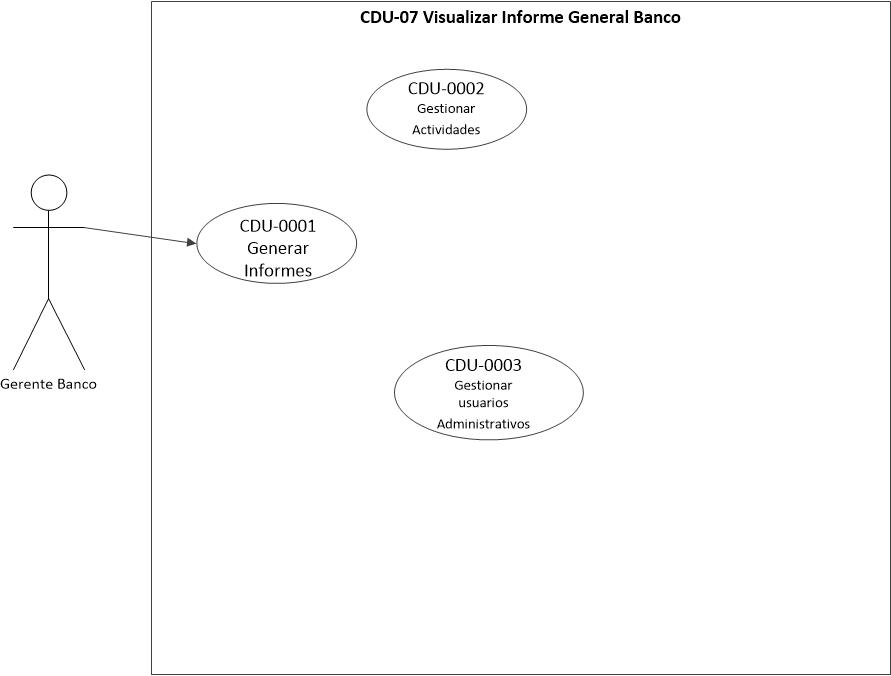 CDU-07 Visualizar Informe General Banco
CDU-0002
Gestionar
Actividades
CDU-0001
Generar
Informes
CDU-0003
Gestionar
usuarios
Administrativos
Gerente Banco